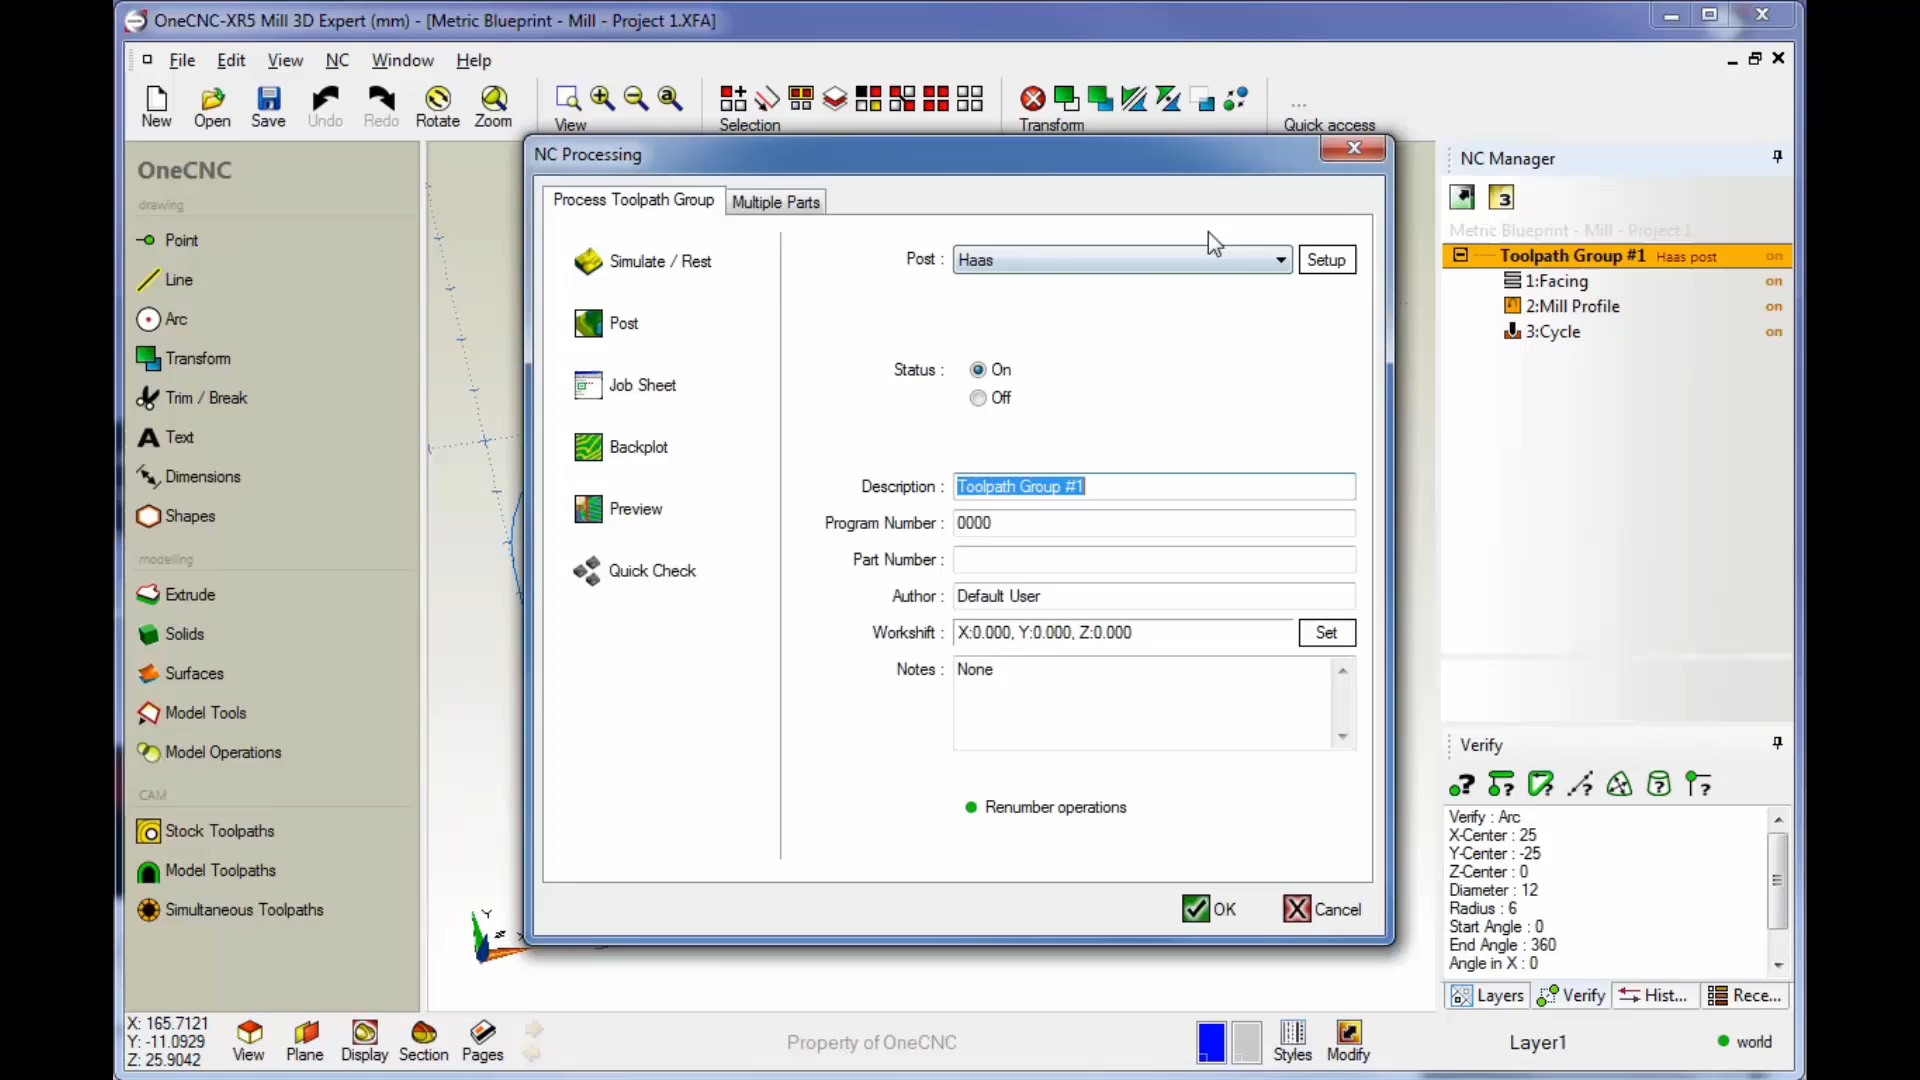 OneCNC-XR5 Mill 3D Expert (mm) - [Metric Blueprint - Mill - Project 1.XFA]
File Edit View NC Window Help
New Open Save Undo Redo Rotate Zoom View Selection Transform Quick access
OneCNC
drawing
Point
Line
Arc
Transform
Trim / Break
Text
Dimensions
Shapes
modelling
Extrude
Solids
Surfaces
Model Tools
Model Operations
CAM
Stock Toolpaths
Model Toolpaths
Simultaneous Toolpaths
NC Processing
Process Toolpath Group Multiple Parts
Simulate / Rest
Post
Job Sheet
Backplot
Preview
Quick Check
Post : Haas Setup
Status : On
Off
Description : Toolpath Group #1
Program Number : 0000
Part Number :
Author : Default User
Workshift : X:0.000, Y:0.000, Z:0.000 Set
Notes : None
Renumber operations
OK Cancel
NC Manager
3
Metric Blueprint - Mill - Project 1
Toolpath Group #1 Haas post on
1:Facing on
2:Mill Profile on
3:Cycle on
Verify
Verify : Arc
X-Center : 25
Y-Center : -25
Z-Center : 0
Diameter : 12
Radius : 6
Start Angle : 0
End Angle : 360
Angle in X : 0
Layers Verify Hist... Rece...
Y
Z
X
X: 165.7121
Y: -11.0929
Z: 25.9042
View Plane Display Section Pages
Property of OneCNC
Styles Modify
Layer1
world